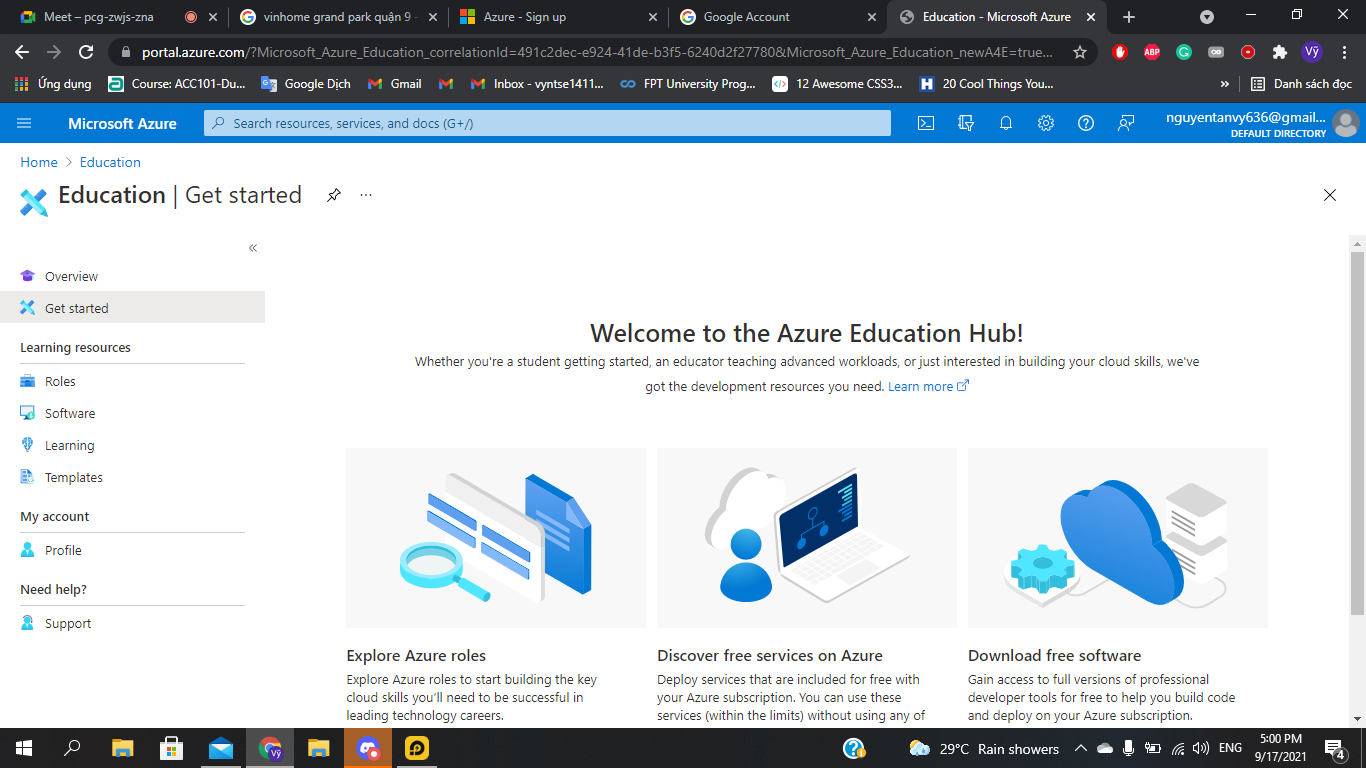 Meet – pcg-zwjs-zna
vinhome grand park quận 9 -
Azure - Sign up
Google Account
Education - Microsoft Azure
portal.azure.com/?Microsoft_Azure_Education_correlationId=491c2dec-e924-41de-b3f5-6240d2f27780&Microsoft_Azure_Education_newA4E=true...
ABP
Vỹ
Ứng dụng
Course: ACC101-Du...
Google Dịch
Gmail
Inbox - vyntse1411...
FPT University Prog...
12 Awesome CSS3...
20 Cool Things You...
»
Danh sách đọc
Microsoft Azure
Search resources, services, and docs (G+/)
nguyentanvy636@gmail...
DEFAULT DIRECTORY
Home > Education
Education | Get started
...
«
Overview
Get started
Learning resources
Roles
Software
Learning
Templates
My account
Profile
Need help?
Support
Welcome to the Azure Education Hub!
Whether you're a student getting started, an educator teaching advanced workloads, or just interested in building your cloud skills, we've
got the development resources you need. Learn more
Explore Azure roles
Explore Azure roles to start building the key
cloud skills you'll need to be successful in
leading technology careers.
Discover free services on Azure
Deploy services that are included for free with
your Azure subscription. You can use these
services (within the limits) without using any of
Download free software
Gain access to full versions of professional
developer tools for free to help you build code
and deploy on your Azure subscription.
Vỹ
29°C Rain showers
ENG
5:00 PM
9/17/2021
4